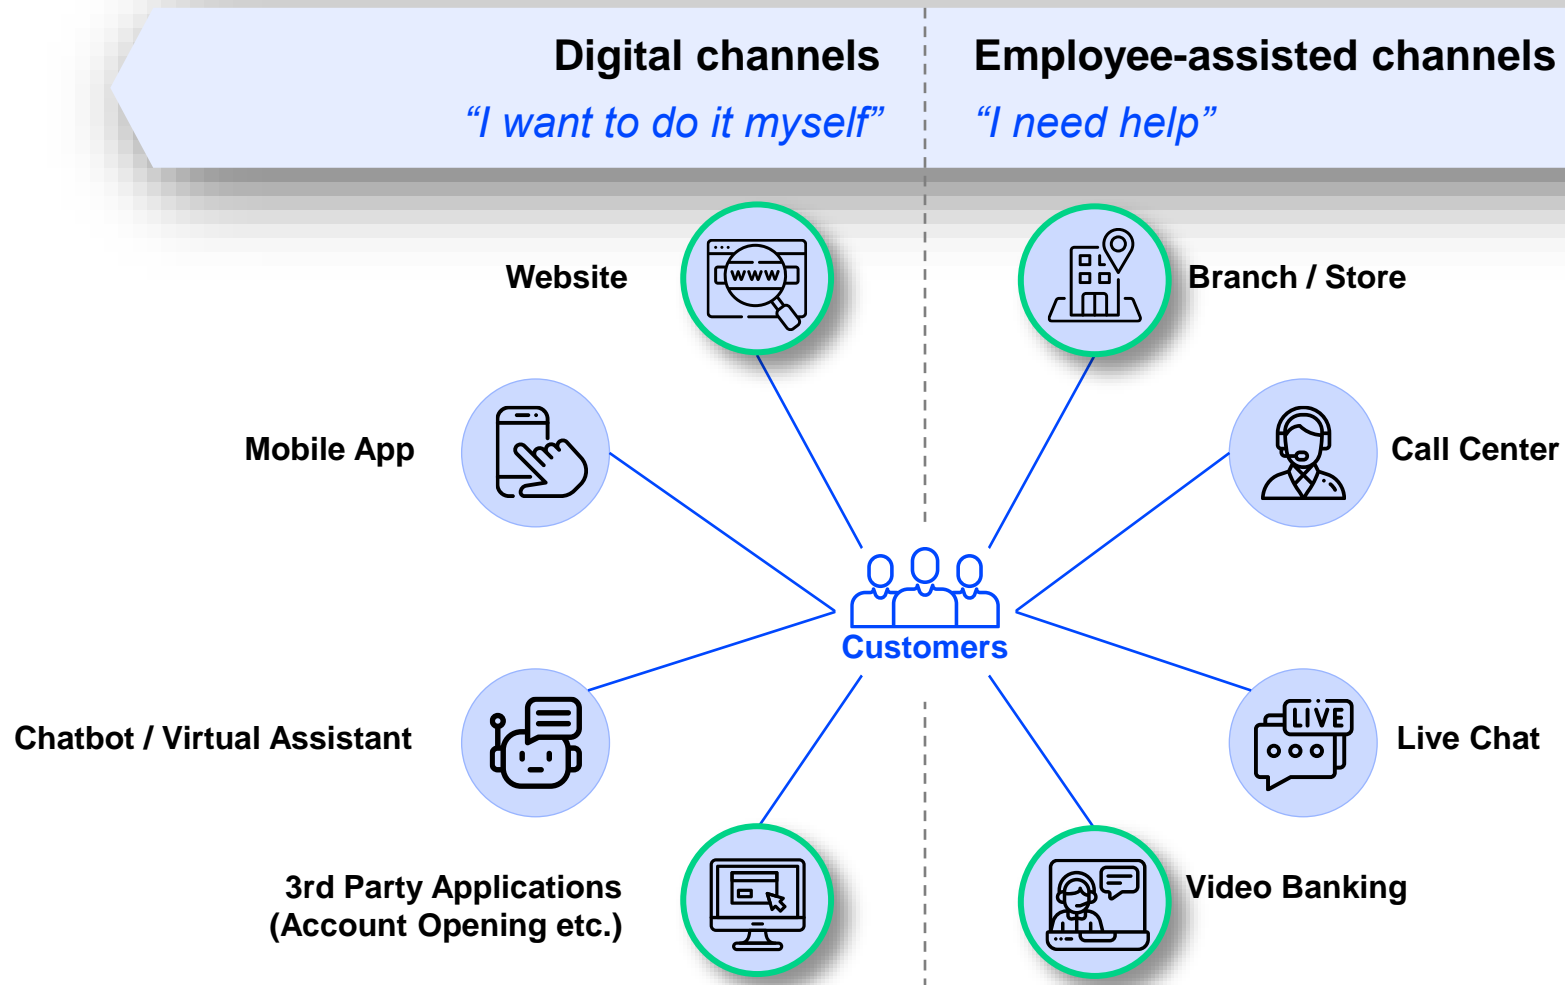 Digital channels
“I want to do it myself”
Employee-assisted channels
“I need help”
Website
www
Branch / Store
Mobile App
Call Center
Customers
Chatbot / Virtual Assistant
LIVE
Live Chat
3rd Party Applications
(Account Opening etc.)
Video Banking